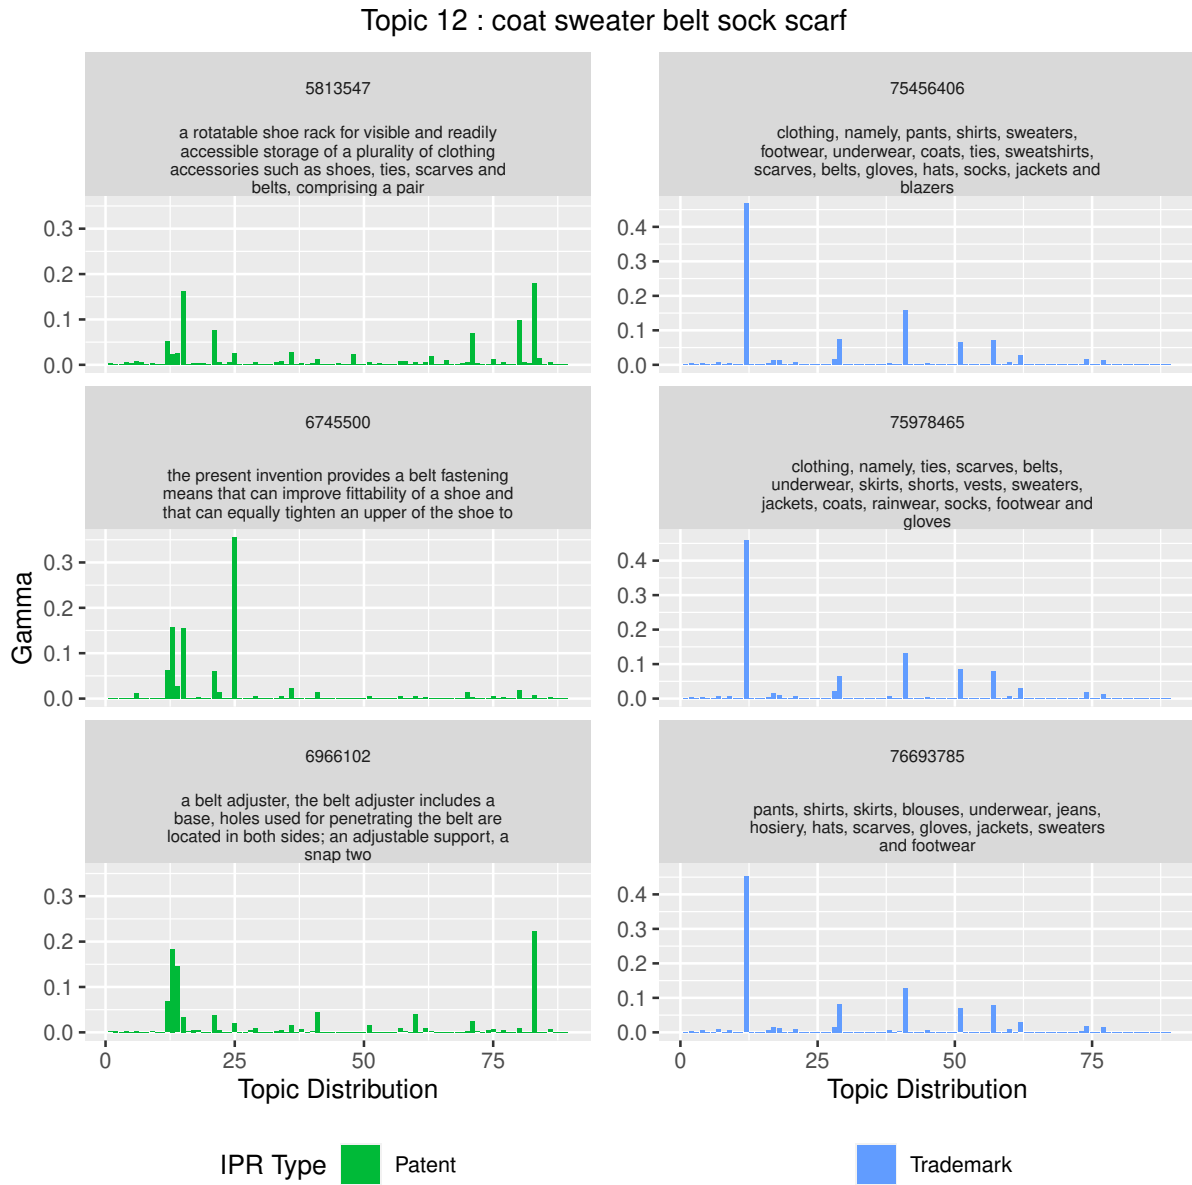 Topic 12 : coat sweater belt sock scarf
5813547
a rotatable shoe rack for visible and readily
accessible storage of a plurality of clothing
accessories such as shoes, ties, scarves and
belts, comprising a pair
75456406
clothing, namely, pants, shirts, sweaters,
footwear, underwear, coats, ties, sweatshirts,
scarves, belts, gloves, hats, socks, jackets and
blazers
0.3
0.2
0.1
0.0
0.4
0.3
0.2
0.1
0.0
6745500
the present invention provides a belt fastening
means that can improve fittability of a shoe and
that can equally tighten an upper of the shoe to
75978465
clothing, namely, ties, scarves, belts,
underwear, skirts, shorts, vests, sweaters,
jackets, coats, rainwear, socks, footwear and
gloves
Gamma
0.3
0.2
0.1
0.0
0.4
0.3
0.2
0.1
0.0
6966102
a belt adjuster, the belt adjuster includes a
base, holes used for penetrating the belt are
located in both sides; an adjustable support, a
snap two
76693785
pants, shirts, skirts, blouses, underwear, jeans,
hosiery, hats, scarves, gloves, jackets, sweaters
and footwear
0.3
0.2
0.1
0.0
0.4
0.3
0.2
0.1
0.0
0 25 50 75
0 25 50 75
Topic Distribution
Topic Distribution
IPR Type Patent Trademark